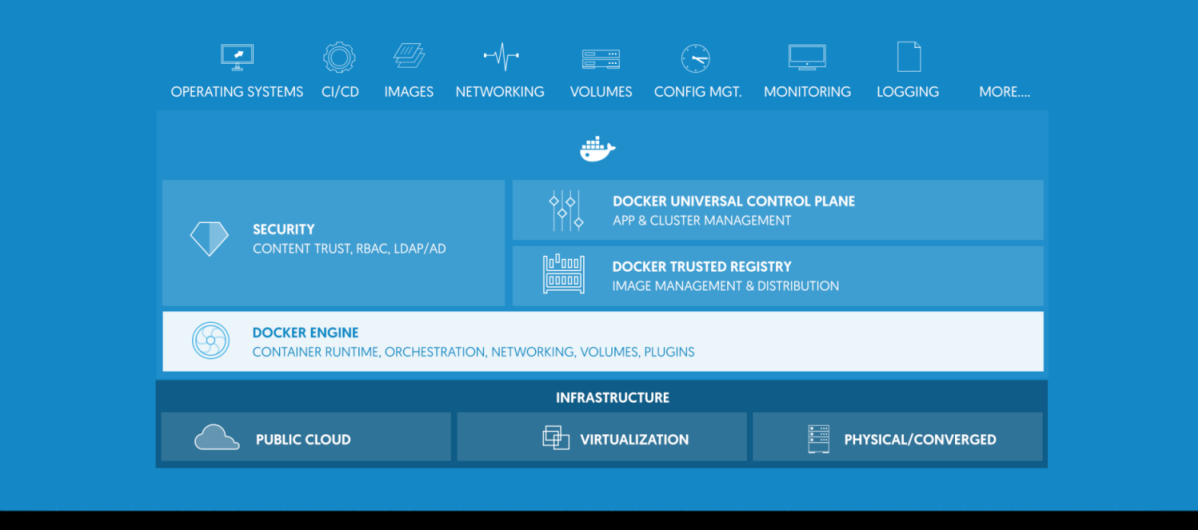 OPERATING SYSTEMS CI/CD IMAGES NETWORKING VOLUMES CONFIG MGT. MONITORING LOGGING MORE....
SECURITY
CONTENT TRUST, RBAC, LDAP/AD
DOCKER UNIVERSAL CONTROL PLANE
APP & CLUSTER MANAGEMENT
DOCKER TRUSTED REGISTRY
IMAGE MANAGEMENT & DISTRIBUTION
DOCKER ENGINE
CONTAINER RUNTIME, ORCHESTRATION, NETWORKING, VOLUMES, PLUGINS
INFRASTRUCTURE
PUBLIC CLOUD VIRTUALIZATION PHYSICAL/CONVERGED